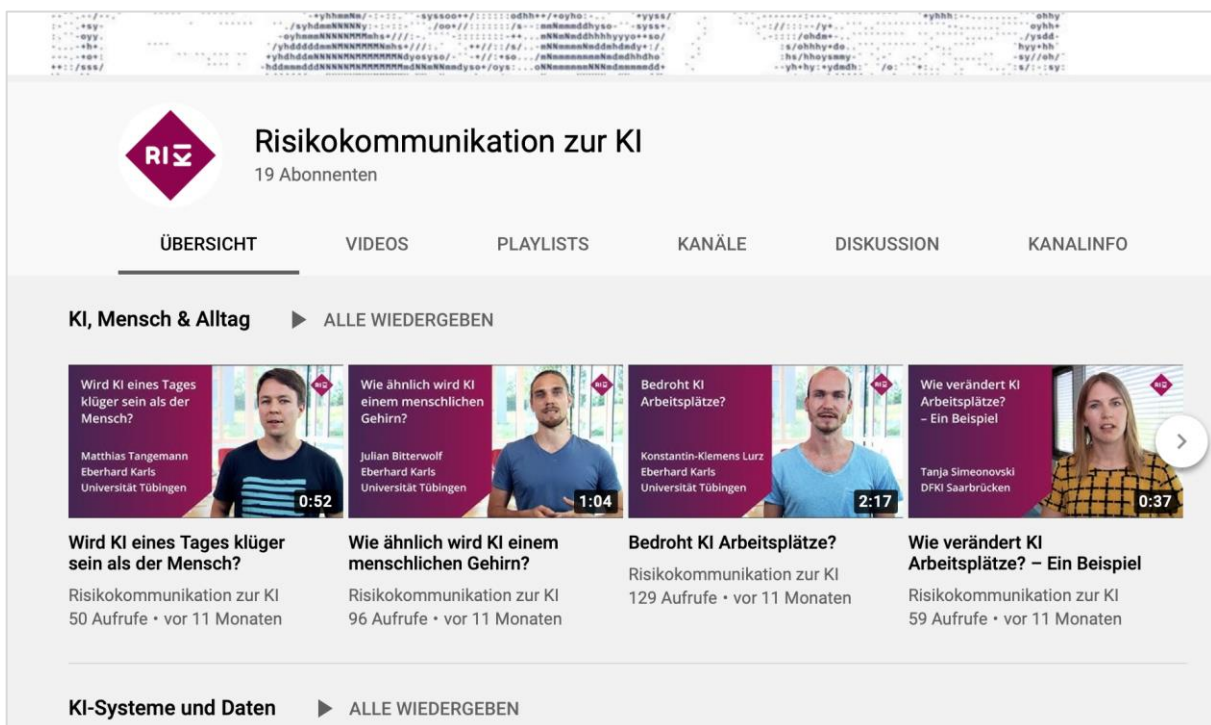 RI
KI
Risikokommunikation zur KI
19 Abonnenten
ÜBERSICHT VIDEOS PLAYLISTS KANÄLE DISKUSSION KANALINFO
KI, Mensch & Alltag ALLE WIEDERGEBEN
Wird KI eines Tages
klüger sein als der
Mensch?
Matthias Tangemann
Eberhard Karls
Universität Tübingen
0:52
Wie ähnlich wird KI
einem menschlichen
Gehirn?
Julian Bitterwolf
Eberhard Karls
Universität Tübingen
1:04
Bedroht KI
Arbeitsplätze?
Konstantin-Klemens Lurz
Eberhard Karls
Universität Tübingen
2:17
Wie verändert KI
Arbeitsplätze?
– Ein Beispiel
Tanja Simeonovski
DFKI Saarbrücken
0:37
Wird KI eines Tages klüger
sein als der Mensch?
Risikokommunikation zur KI
50 Aufrufe • vor 11 Monaten
Wie ähnlich wird KI einem
menschlichen Gehirn?
Risikokommunikation zur KI
96 Aufrufe • vor 11 Monaten
Bedroht KI Arbeitsplätze?
Risikokommunikation zur KI
129 Aufrufe • vor 11 Monaten
Wie verändert KI
Arbeitsplätze? – Ein Beispiel
Risikokommunikation zur KI
59 Aufrufe • vor 11 Monaten
KI-Systeme und Daten ALLE WIEDERGEBEN